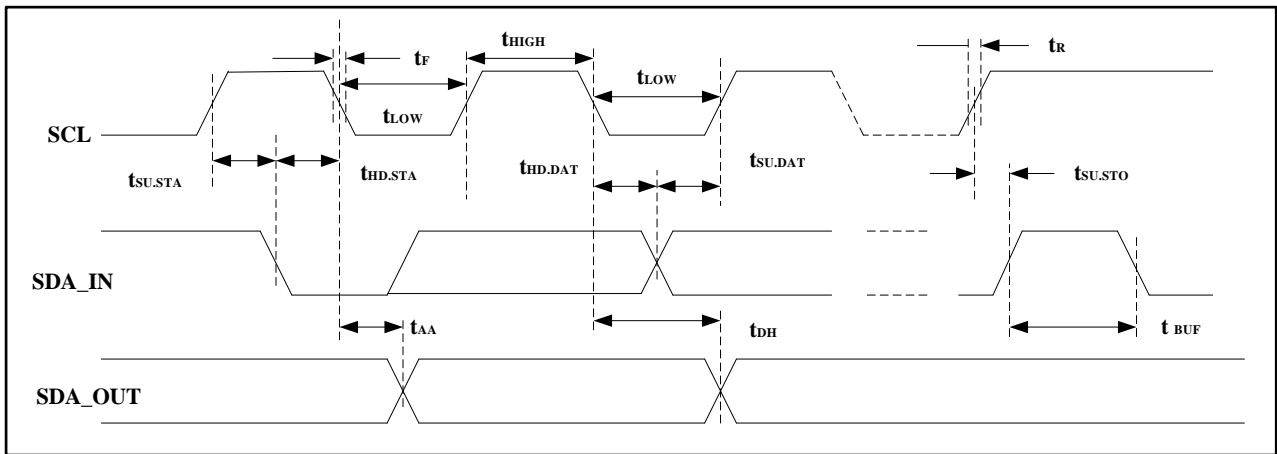 tHIGH
tF
tR
tLOW
tLOW
SCL
tSU.STA
tHD.STA
tHD.DAT
tSU.DAT
tSU.STO
SDA_IN
tAA
tDH
t BUF
SDA_OUT